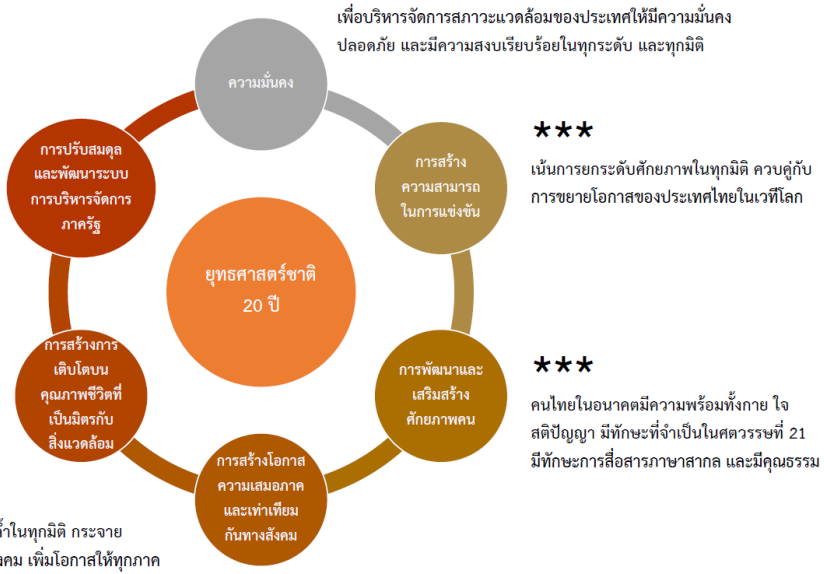 เพื่อบริหารจัดการสภาวะแวดล้อมของประเทศให้มีความมั่นคง
ปลอดภัย และมีความสงบเรียบร้อยในทุกระดับ และทุกมิติ
ความมั่นคง
***
เน้นการยกระดับศักยภาพในทุกมิติ ควบคู่กับ
การขยายโอกาสของประเทศไทยในเวทีโลก
การสร้าง
ความสามารถ
ในการแข่งขัน
การปรับสมดุล
และพัฒนาระบบ
การบริหารจัดการ
ภาครัฐ
ยุทธศาสตร์ชาติ
20 ปี
การสร้างการ
เติบโตบน
คุณภาพชีวิตที่
เป็นมิตรกับ
สิ่งแวดล้อม
การพัฒนาและ
เสริมสร้าง
ศักยภาพคน
***
คนไทยในอนาคตมีความพร้อมทั้งกาย ใจ
สติปัญญา มีทักษะที่จำเป็นในศตวรรษที่ 21
มีทักษะการสื่อสารภาษาสากล และมีคุณธรรม
การสร้างโอกาส
ความเสมอภาค
และเท่าเทียม
กันทางสังคม
ในทุกมิติ กระจาย
เพิ่มโอกาสให้ทุกภาค